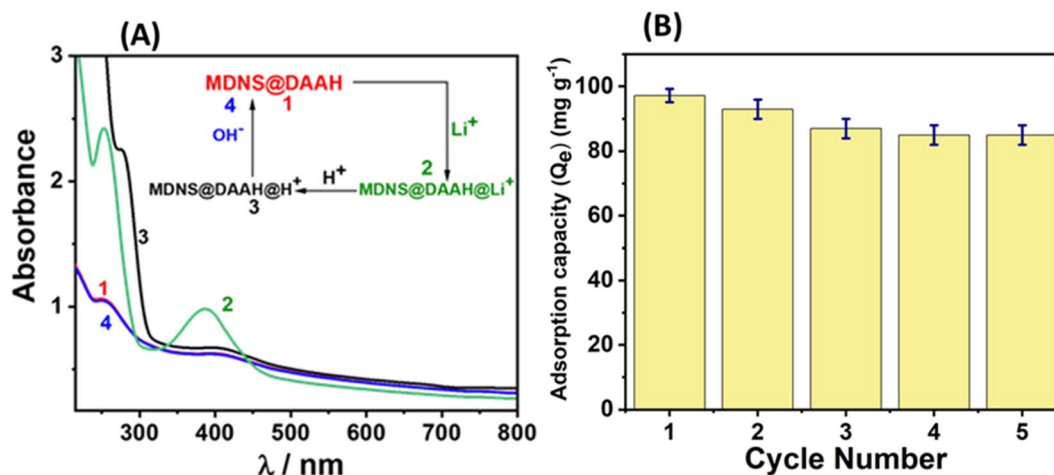 (A)
3
2
1
Absorbance
MDNS@DAAH
4 1
OH-
Li+
2
MDNS@DAAH@H+
H+
MDNS@DAAH@Li+
3
3
1
4
2
300 400 500 600 700 800
λ / nm
(B)
100
80
60
40
20
0
Adsorption capacity (Qe) (mg g-1)
1 2 3 4 5
Cycle Number